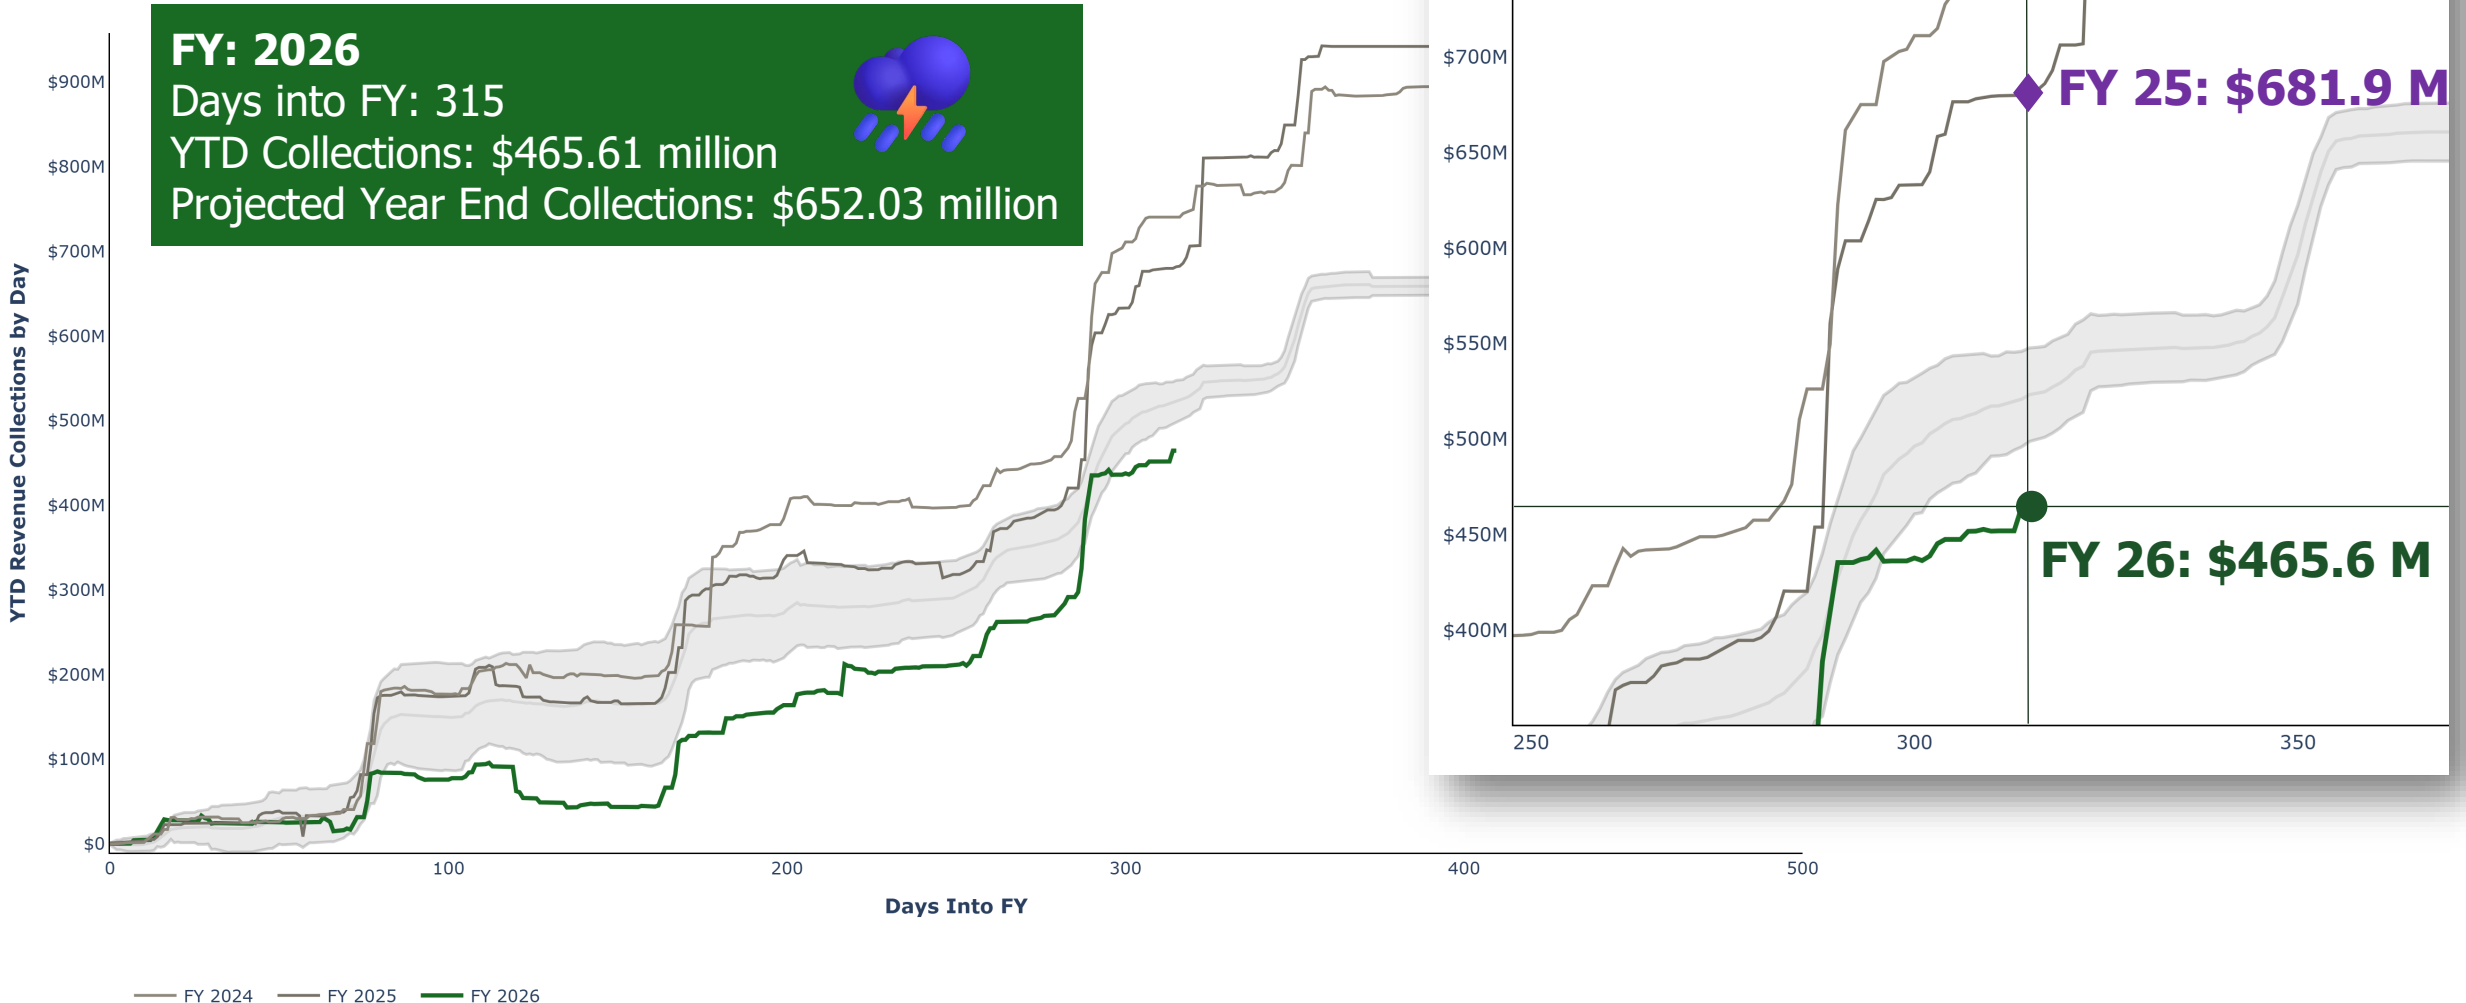 FY: 2026
Days into FY: 315
YTD Collections: $465.61 million
Projected Year End Collections: $652.03 million
YTD Revenue Collections by Day
$900M
$800M
$700M
$600M
$500M
$400M
$300M
$200M
$100M
$0
0 100 200 300 400 500
Days Into FY
FY 2024 FY 2025 FY 2026
$700M
$650M
$600M
$550M
$500M
$450M
$400M
250 300 350
FY 25: $681.9 M
FY 26: $465.6 M